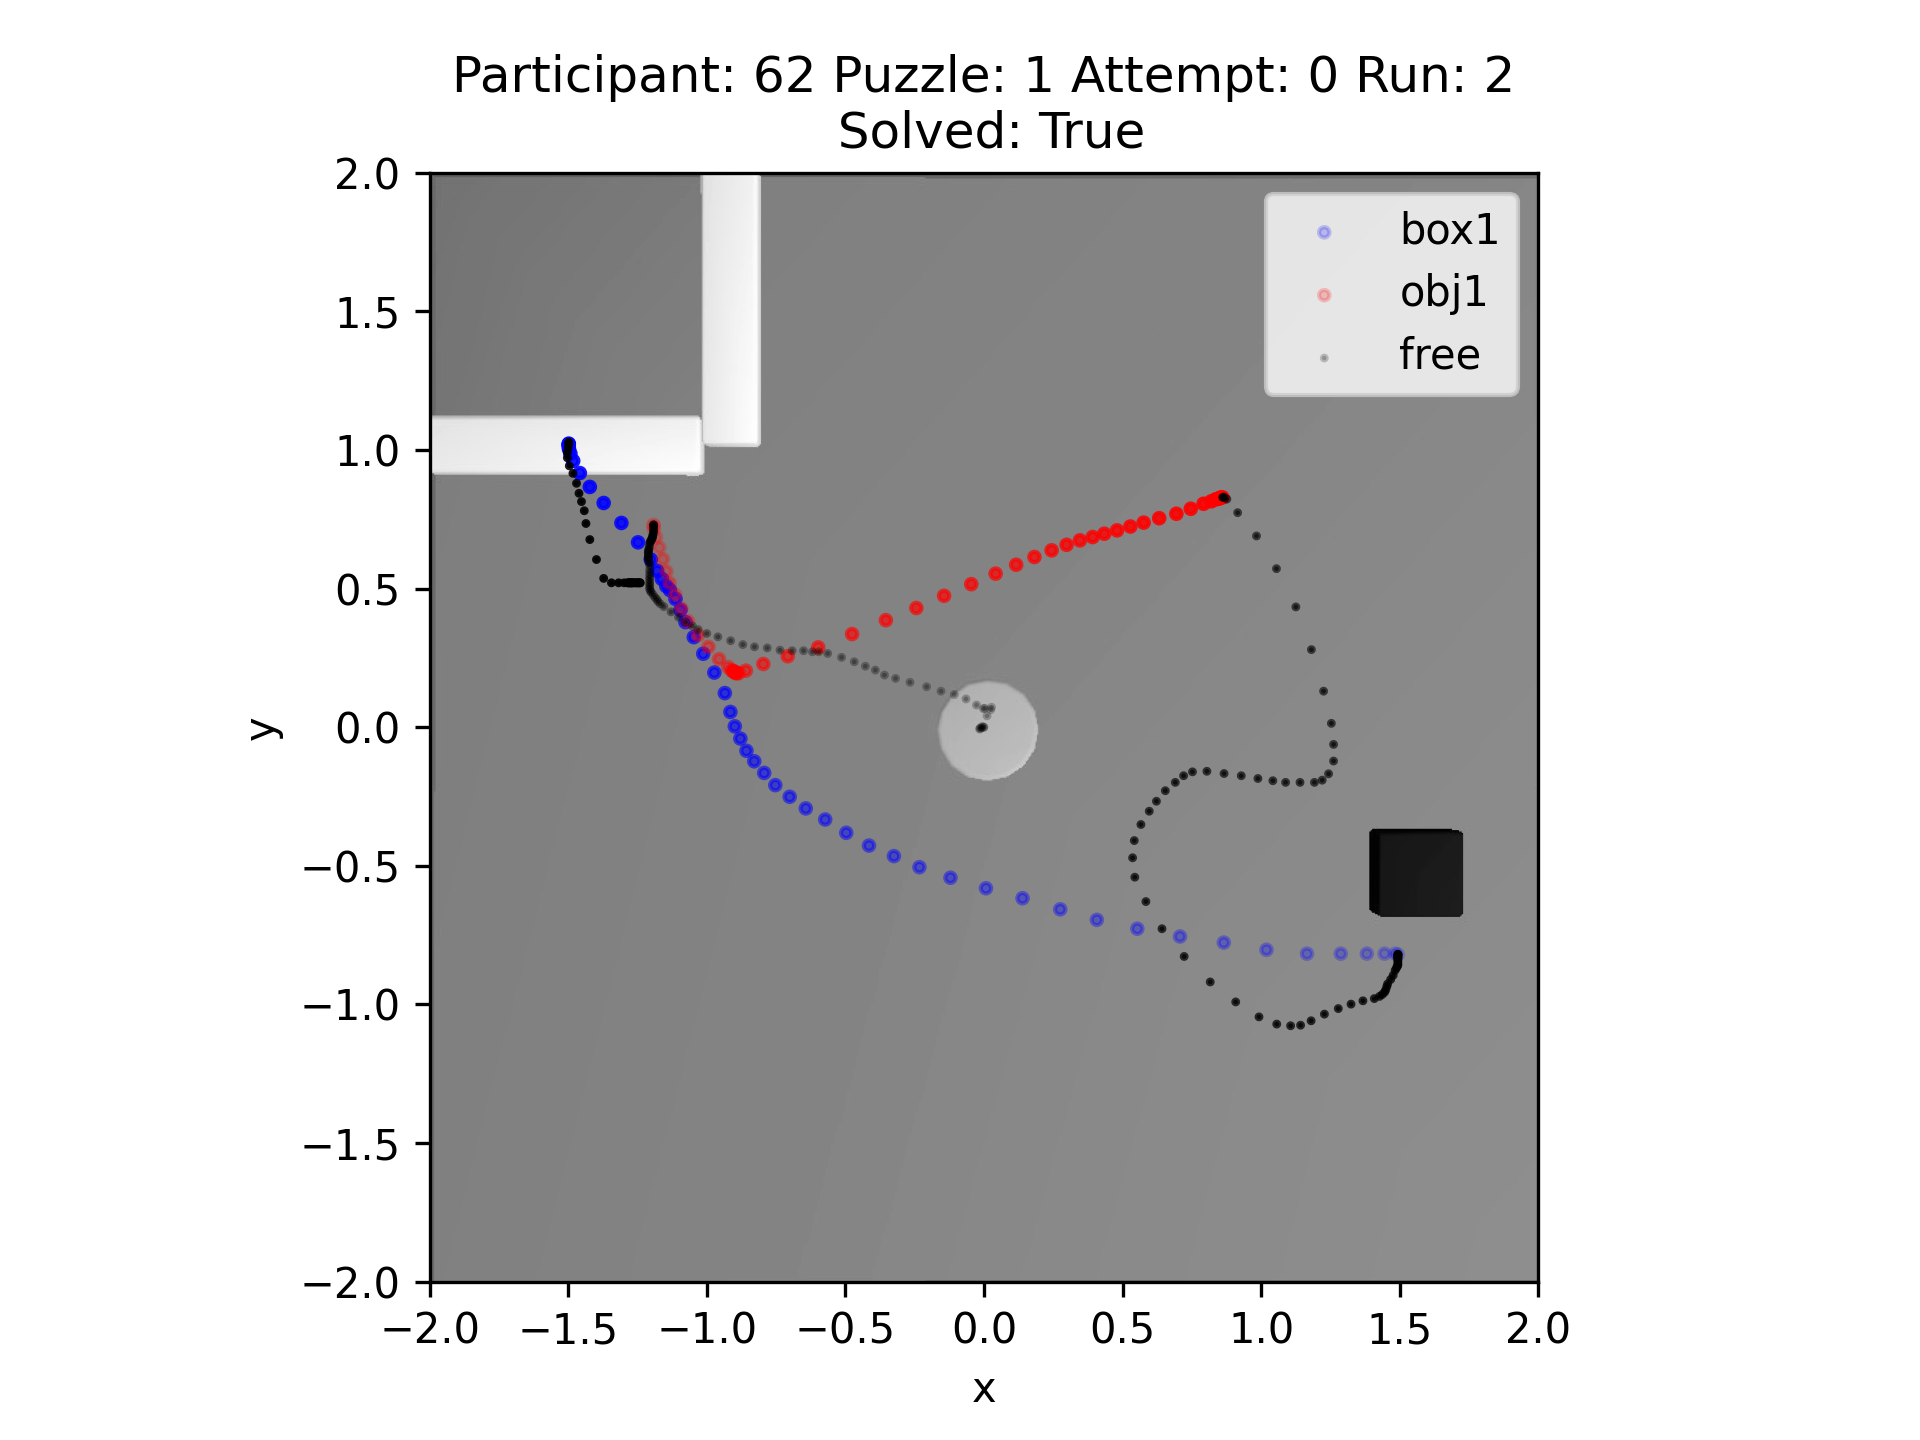 Participant: 62 Puzzle: 1 Attempt: 0 Run: 2
Solved: True
2.0
1.5
1.0
0.5
0.0
−0.5
−1.0
−1.5
−2.0
y
box1
obj1
free
−2.0 −1.5 −1.0 −0.5 0.0 0.5 1.0 1.5 2.0
x